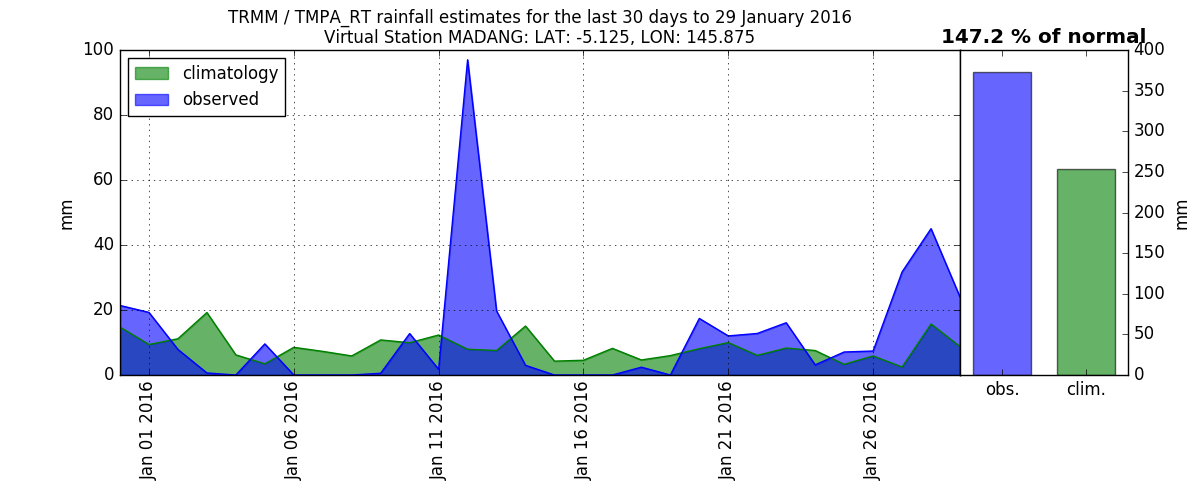 TRMM / TMPA_RT rainfall estimates for the last 30 days to 29 January 2016
Virtual Station MADANG: LAT: -5.125, LON: 145.875
147.2 % of normal
climatology
observed
mm
100
80
60
40
20
0
Jan 01 2016
Jan 06 2016
Jan 11 2016
Jan 16 2016
Jan 21 2016
Jan 26 2016
obs.
clim.
400
350
300
250
200
150
100
50
0
mm